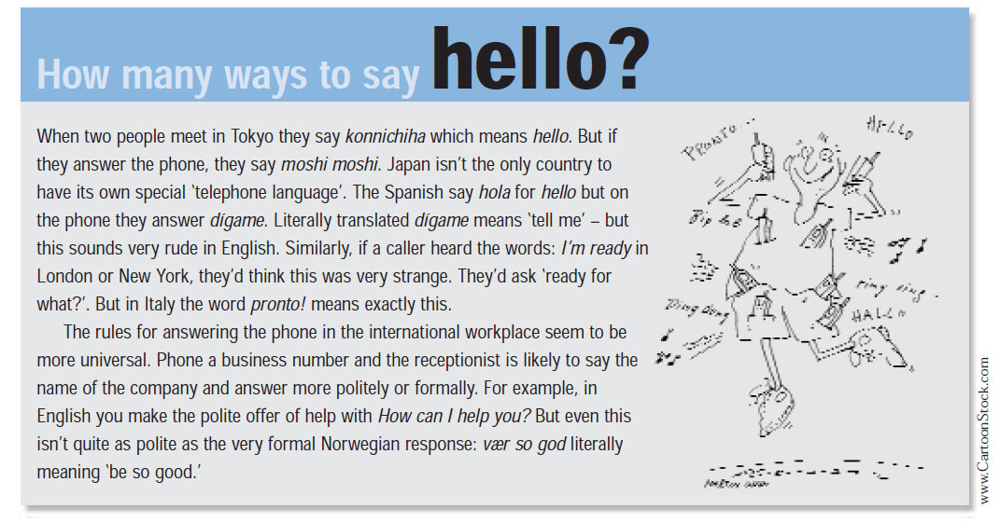 How many ways to say hello?
When two people meet in Tokyo they say konnichiha which means hello. But if
they answer the phone, they say moshi moshi. Japan isn't the only country to
have its own special ‘telephone language’. The Spanish say hola for hello but on
the phone they answer dígame. Literally translated dígame means ‘tell me’ – but
this sounds very rude in English. Similarly, if a caller heard the words: I'm ready in
London or New York, they'd think this was very strange. They'd ask ‘ready for
what?’. But in Italy the word pronto! means exactly this.
The rules for answering the phone in the international workplace seem to be
more universal. Phone a business number and the receptionist is likely to say the
name of the company and answer more politely or formally. For example, in
English you make the polite offer of help with How can I help you? But even this
isn't quite as polite as the very formal Norwegian response: vær so god literally
meaning ‘be so good.’
PRONTO...
HELLO
Ring ring
HALLO
www.CartoonStock.com